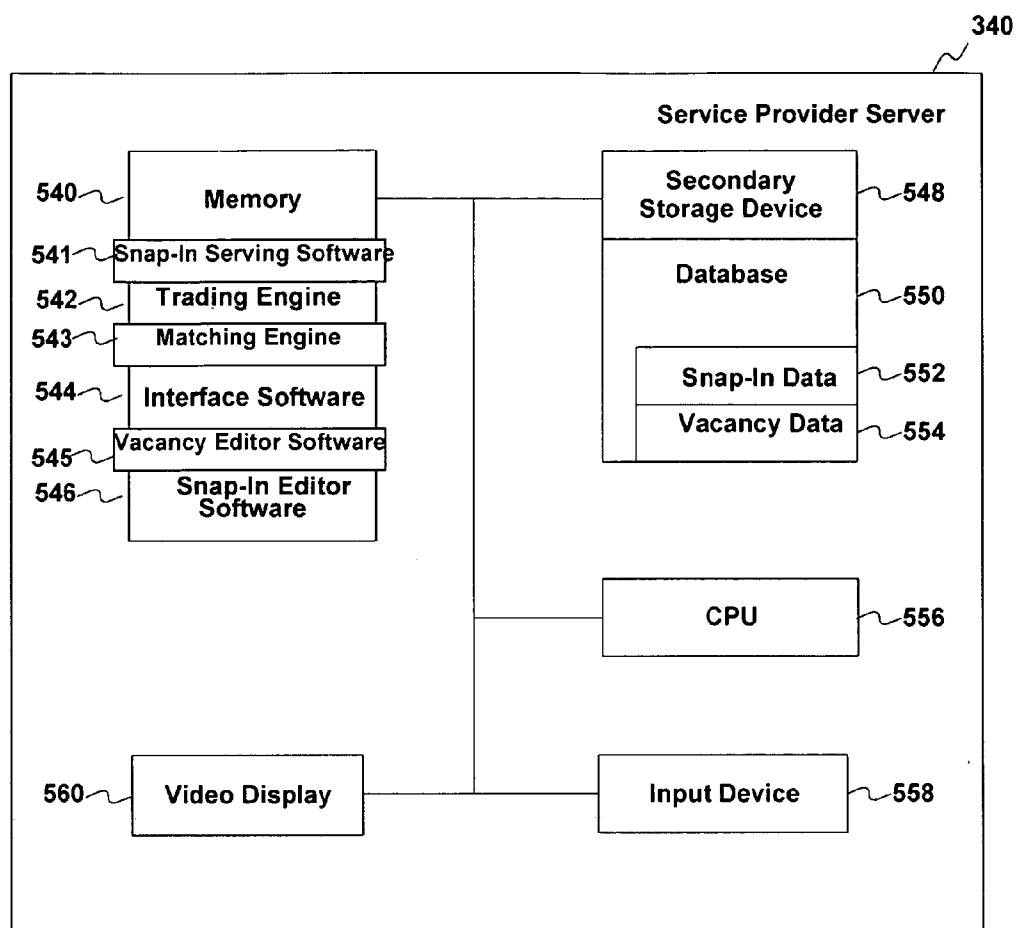 340
Service Provider Server
540
Memory
541
Snap-In Serving Software
542
Trading Engine
543
Matching Engine
544
Interface Software
545
Vacancy Editor Software
546
Snap-In Editor
Software
Secondary
Storage Device
548
Database
550
Snap-In Data
552
Vacancy Data
554
CPU
556
560
Video Display
Input Device
558